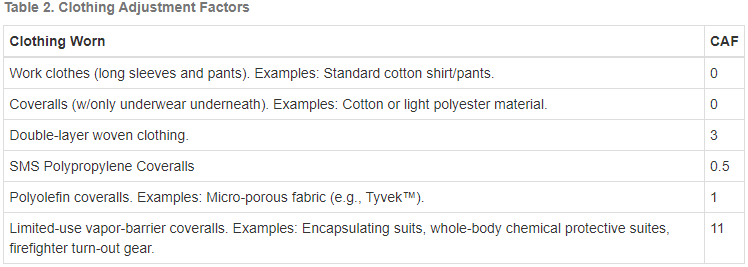 Table 2. Clothing Adjustment Factors
Clothing Worn CAF
Work clothes (long sleeves and pants). Examples: Standard cotton shirt/pants. 0
Coveralls (w/only underwear underneath). Examples: Cotton or light polyester material. 0
Double-layer woven clothing. 3
SMS Polypropylene Coveralls 0.5
Polyolefin coveralls. Examples: Micro-porous fabric (e.g., Tyvek™). 1
Limited-use vapor-barrier coveralls. Examples: Encapsulating suits, whole-body chemical protective suites, 11
firefighter turn-out gear.